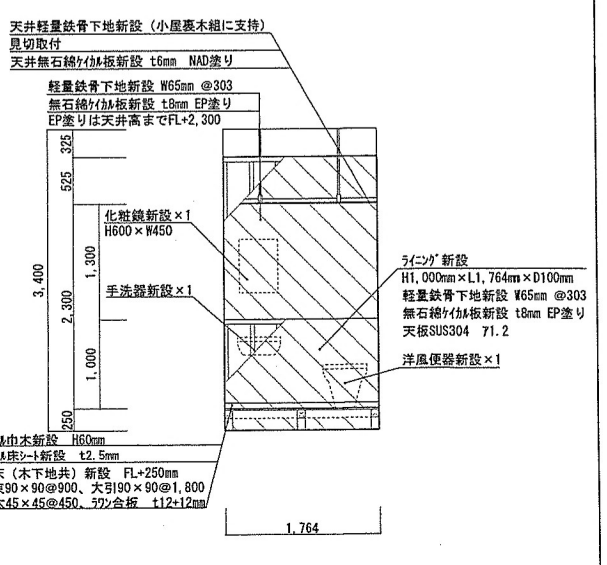 天井軽量鉄骨下地新設（小屋裏木組に支持）
見切取付
天井無石綿ｹｲｶﾙ板新設 t6mm NAD塗り
軽量鉄骨下地新設 W65mm @303
無石綿ｹｲｶﾙ板新設 t8mm EP塗り
EP塗りは天井高までFL+2,300
325
525
3,400
2,300
1,300
1,000
250
化粧鏡新設×1
H600×W450
手洗器新設×1
ﾗｲﾆﾝｸﾞ新設
H1,000mm×L1,764mm×D100mm
軽量鉄骨下地新設 W65mm @303
無石綿ｹｲｶﾙ板新設 t8mm EP塗り
天板SUS304 ｱ1.2
洋風便器新設×1
ﾙ巾木新設 H60mm
ﾙ床ｼｰﾄ新設 t2.5mm
床（木下地共）新設 FL+250mm
束90×90@900、大引90×90@1,800
太45×45@450、ﾗﾜﾝ合板 t12+12mm
1,764